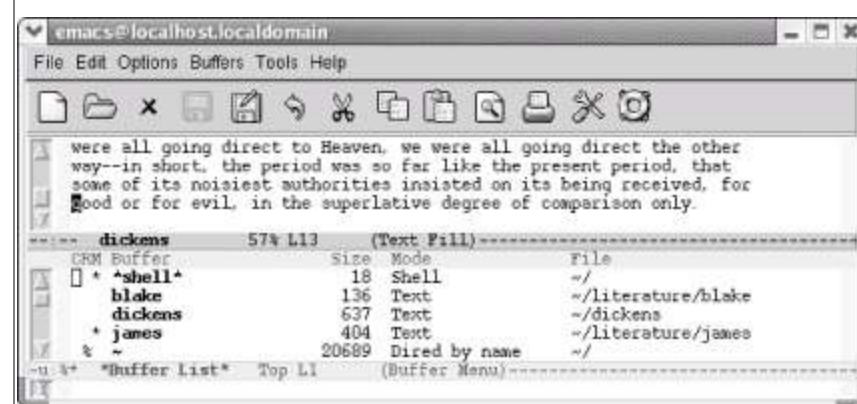 emacs@localhost.localdomain
File Edit Options Buffers Tools Help
were all going direct to Heaven, we were all going direct the other
way--in short, the period was so far like the present period, that
some of its noisiest authorities insisted on its being received, for
good or for evil, in the superlative degree of comparison only.
--:-- dickens 57% L13 (Text Fill)--------------------------------------------
CRM Buffer Size Mode File
* *shell* 18 Shell ~/
blake 136 Text ~/literature/blake
dickens 637 Text ~/dickens
* james 404 Text ~/literature/james
% ~ 20689 Dired by name ~/
-u %* *Buffer List* Top L1 (Buffer Menu)----------------------------------------